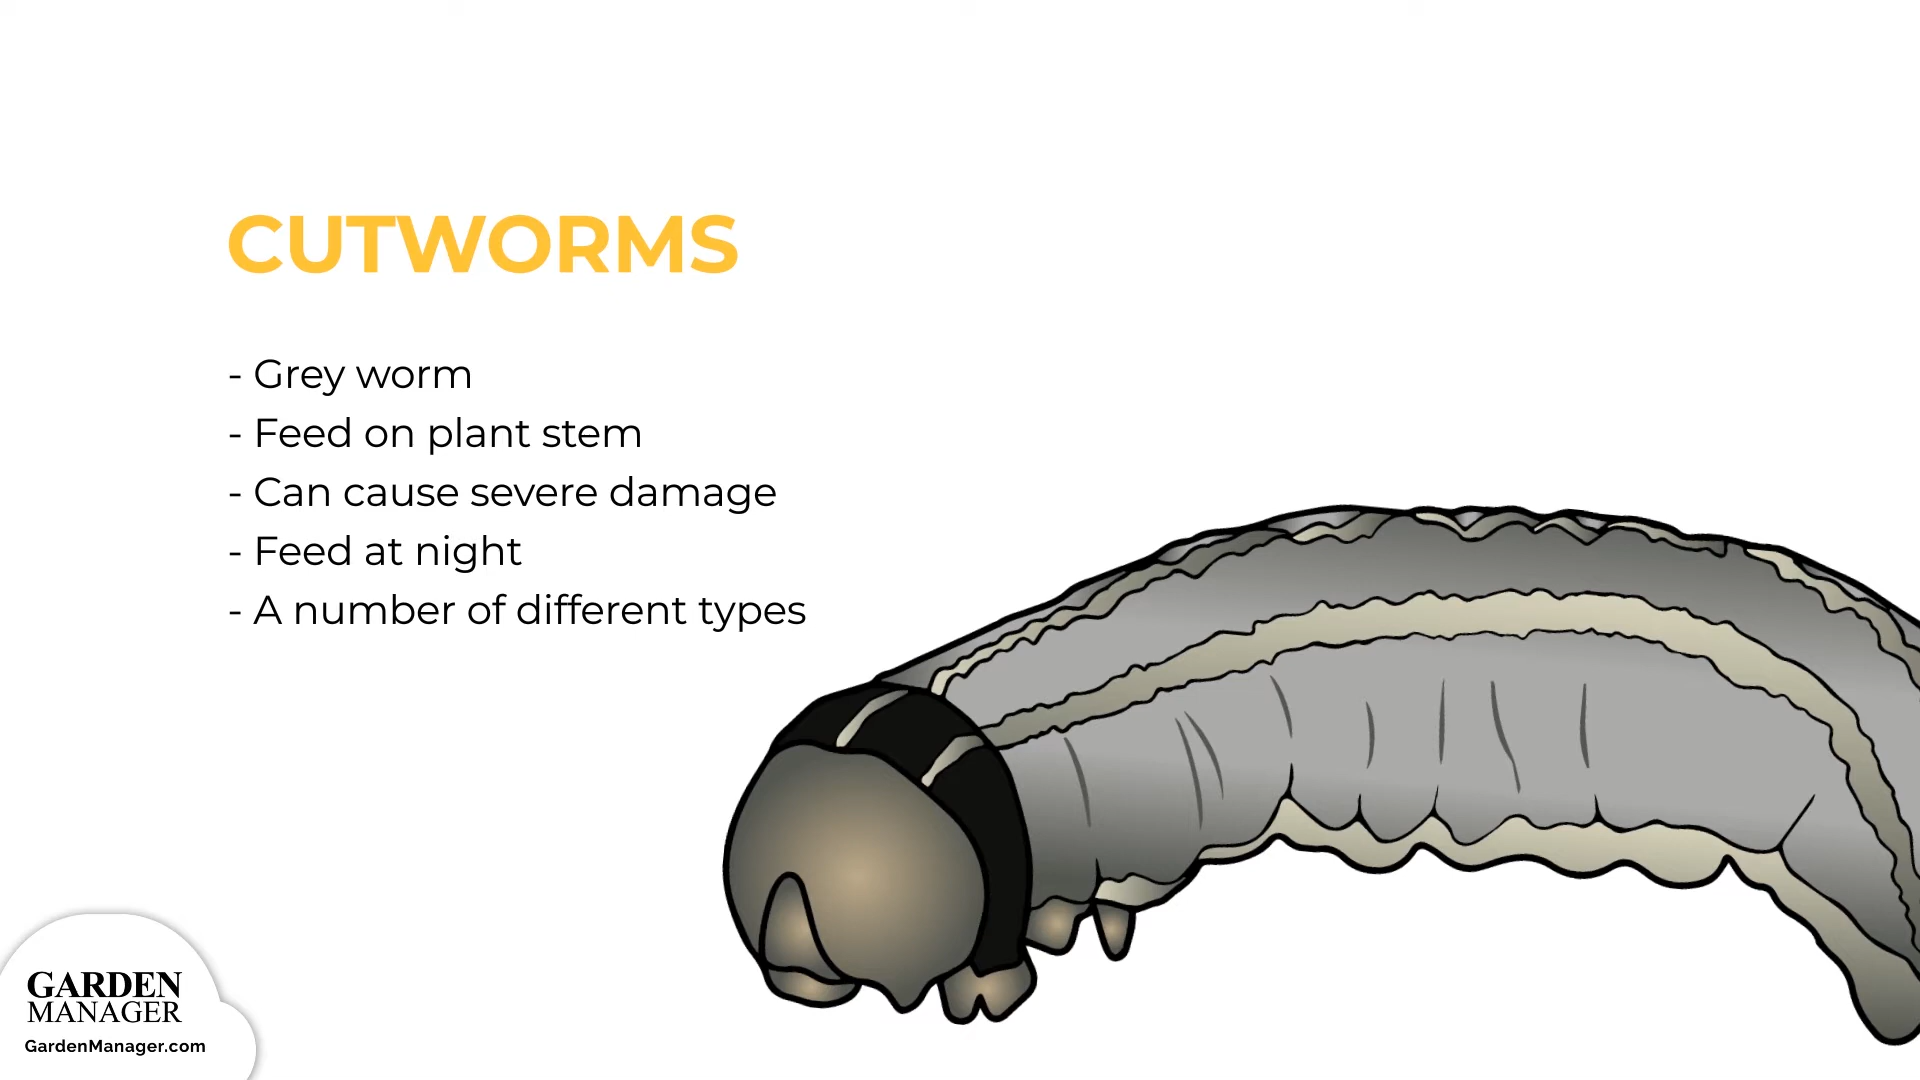 CUTWORMS
- Grey worm
- Feed on plant stem
- Can cause severe damage
- Feed at night
- A number of different types
GARDEN
MANAGER
GardenManager.com